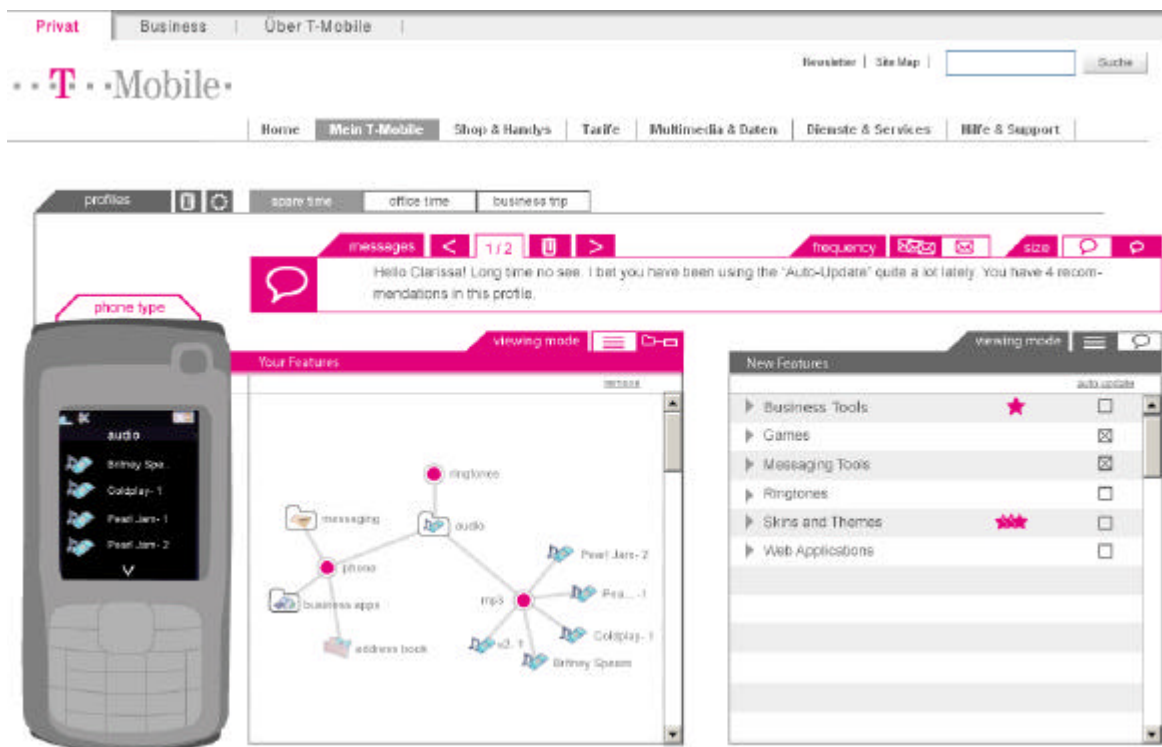 Privat Business Über T-Mobile
Newsletter Site Map Suche
T Mobile
Home Mein T-Mobile Shop & Handys Tarife Multimedia & Daten Dienste & Services Hilfe & Support
profiles spare time office time business trip
messages < 1/2 > frequency size
Hello Clarissa! Long time no see. I bet you have been using the "Auto-Update" quite a lot lately. You have 4 recom-
mendations in this profile.
phone type
audio
Britney Spe..
Coldplay- 1
Pearl Jam- 1
Pearl Jam- 2
viewing mode
Your Features
remove
ringtones
messaging
audio
Pearl Jam- 2
phone
mp3
Pea...-1
business apps
Coldplay- 1
address book
v2. 1
Britney Spears
viewing mode
New Features
auto update
Business Tools
Games
Messaging Tools
Ringtones
Skins and Themes
Web Applications